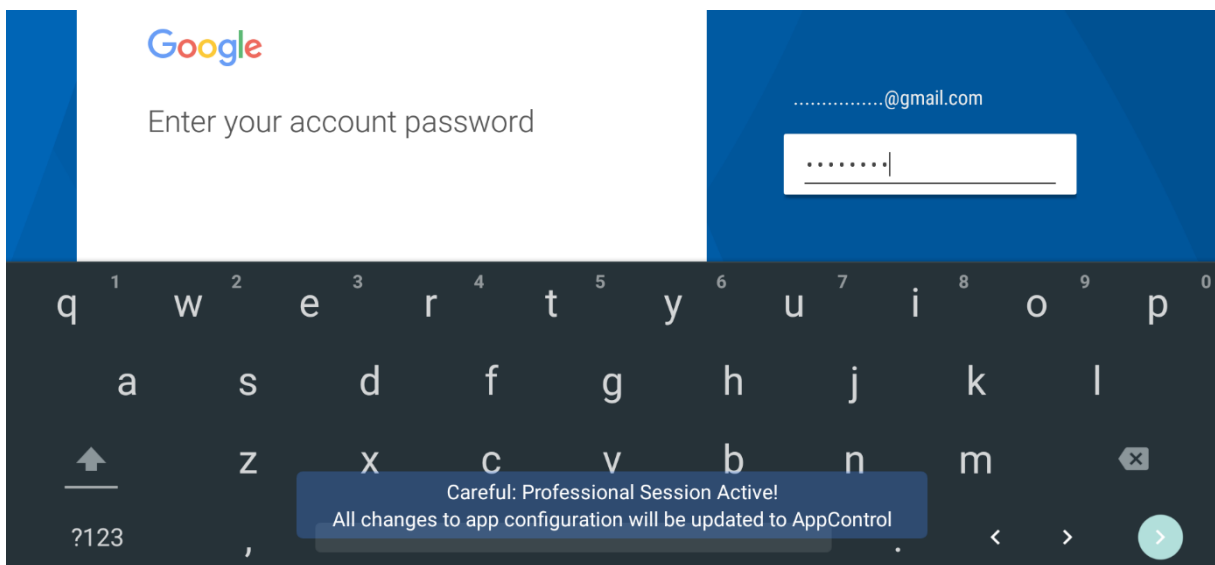 Google
Enter your account password
................@gmail.com
••••••••
1 2 3 4 5 6 7 8 9 0
q w e r t y u i o p
a s d f g h j k l
z x c v b n m
Careful: Professional Session Active!
All changes to app configuration will be updated to AppControl
?123 , . < > >